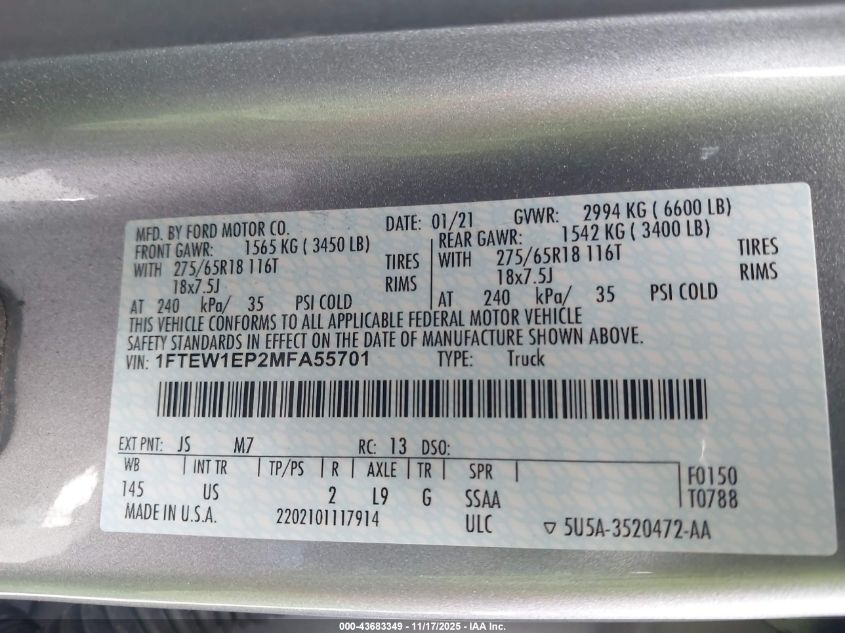 MFD. BY FORD MOTOR CO. DATE: 01/21 GVWR: 2994 KG ( 6600 LB)
FRONT GAWR: 1565 KG ( 3450 LB) REAR GAWR: 1542 KG ( 3400 LB)
WITH 275/65R18 116T TIRES WITH 275/65R18 116T TIRES
18x7.5J RIMS 18x7.5J RIMS
AT 240 kPa/ 35 PSI COLD AT 240 kPa/ 35 PSI COLD
THIS VEHICLE CONFORMS TO ALL APPLICABLE FEDERAL MOTOR VEHICLE
SAFETY STANDARDS IN EFFECT ON THE DATE OF MANUFACTURE SHOWN ABOVE.
VIN: 1FTEW1EP2MFA55701 TYPE: Truck
EXT PNT: JS M7 RC: 13 DSO:
WB INT TR TP/PS R AXLE TR SPR F0150
145 US 2 L9 G SSAA T0788
MADE IN U.S.A. 2202101117914 ULC ▽ 5U5A-3520472-AA
000-43683349 - 11/17/2025 - IAA Inc.